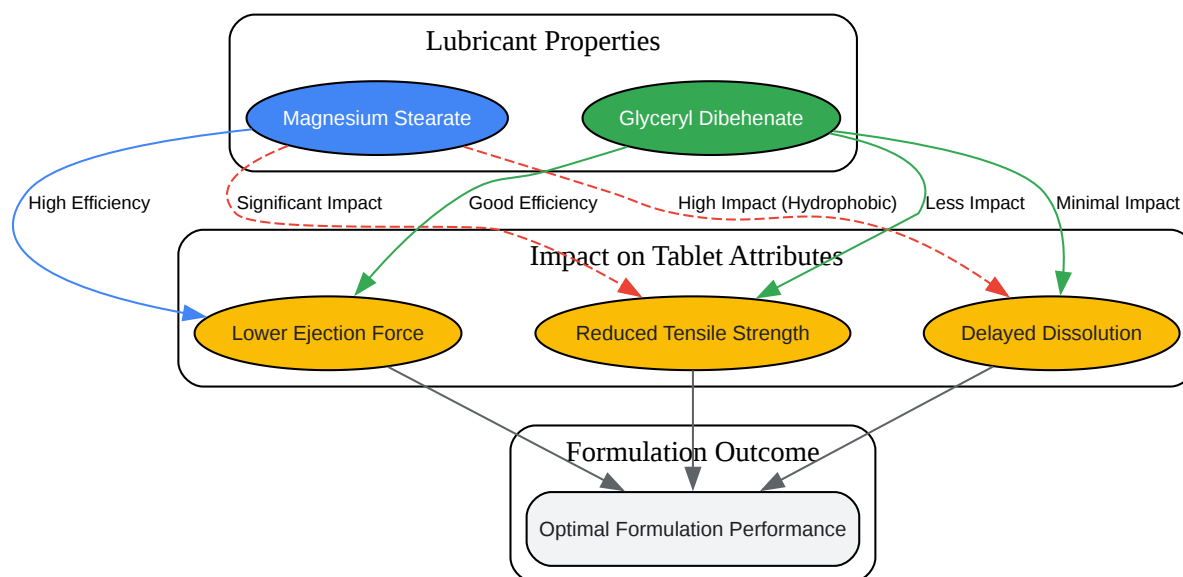 Lubricant Properties
Magnesium Stearate
Glyceryl Dibehenate
High Efficiency
Significant Impact
Good Efficiency
High Impact (Hydrophobic)
Less Impact
Minimal Impact
Impact on Tablet Attributes
Lower Ejection Force
Reduced Tensile Strength
Delayed Dissolution
Formulation Outcome
Optimal Formulation Performance